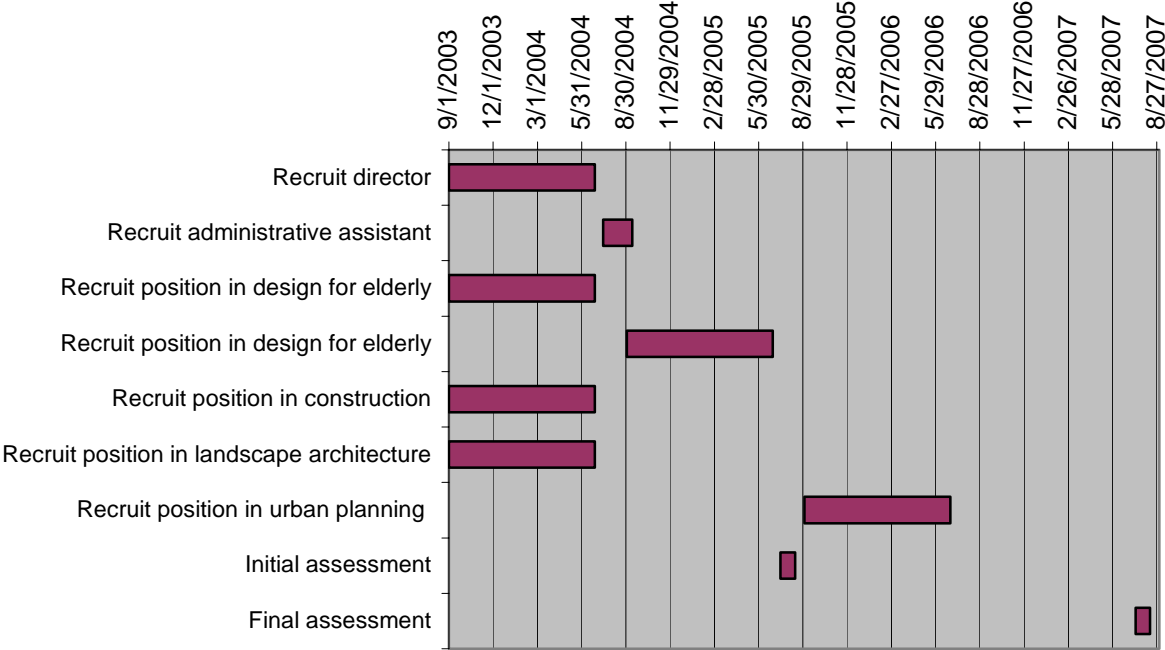 9/1/2003
12/1/2003
3/1/2004
5/31/2004
8/30/2004
11/29/2004
2/28/2005
5/30/2005
8/29/2005
11/28/2005
2/27/2006
5/29/2006
8/28/2006
11/27/2006
2/26/2007
5/28/2007
8/27/2007
Recruit director
Recruit administrative assistant
Recruit position in design for elderly
Recruit position in design for elderly
Recruit position in construction
Recruit position in landscape architecture
Recruit position in urban planning
Initial assessment
Final assessment